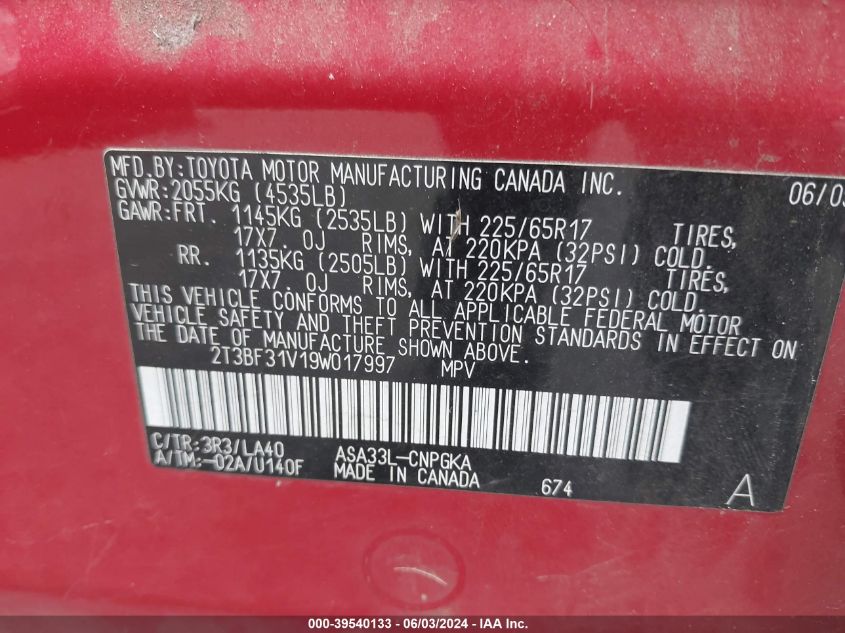 MFD.BY:TOYOTA MOTOR MANUFACTURING CANADA INC. 06/09
GVWR:2055KG (4535LB)
GAWR:FRT. 1145KG (2535LB) WITH 225/65R17 TIRES,
17X7.0J RIMS, AT 220KPA (32PSI) COLD.
RR. 1135KG (2505LB) WITH 225/65R17 TIRES,
17X7.0J RIMS, AT 220KPA (32PSI) COLD.
THIS VEHICLE CONFORMS TO ALL APPLICABLE FEDERAL MOTOR
VEHICLE SAFETY AND THEFT PREVENTION STANDARDS IN EFFECT ON
THE DATE OF MANUFACTURE SHOWN ABOVE.
2T3BF31V19W017997 MPV
C/TR:3R3/LA40
A/TM:-02A/U140F
ASA33L-CNPGKA
MADE IN CANADA
674
A
000-39540133 - 06/03/2024 - IAA Inc.